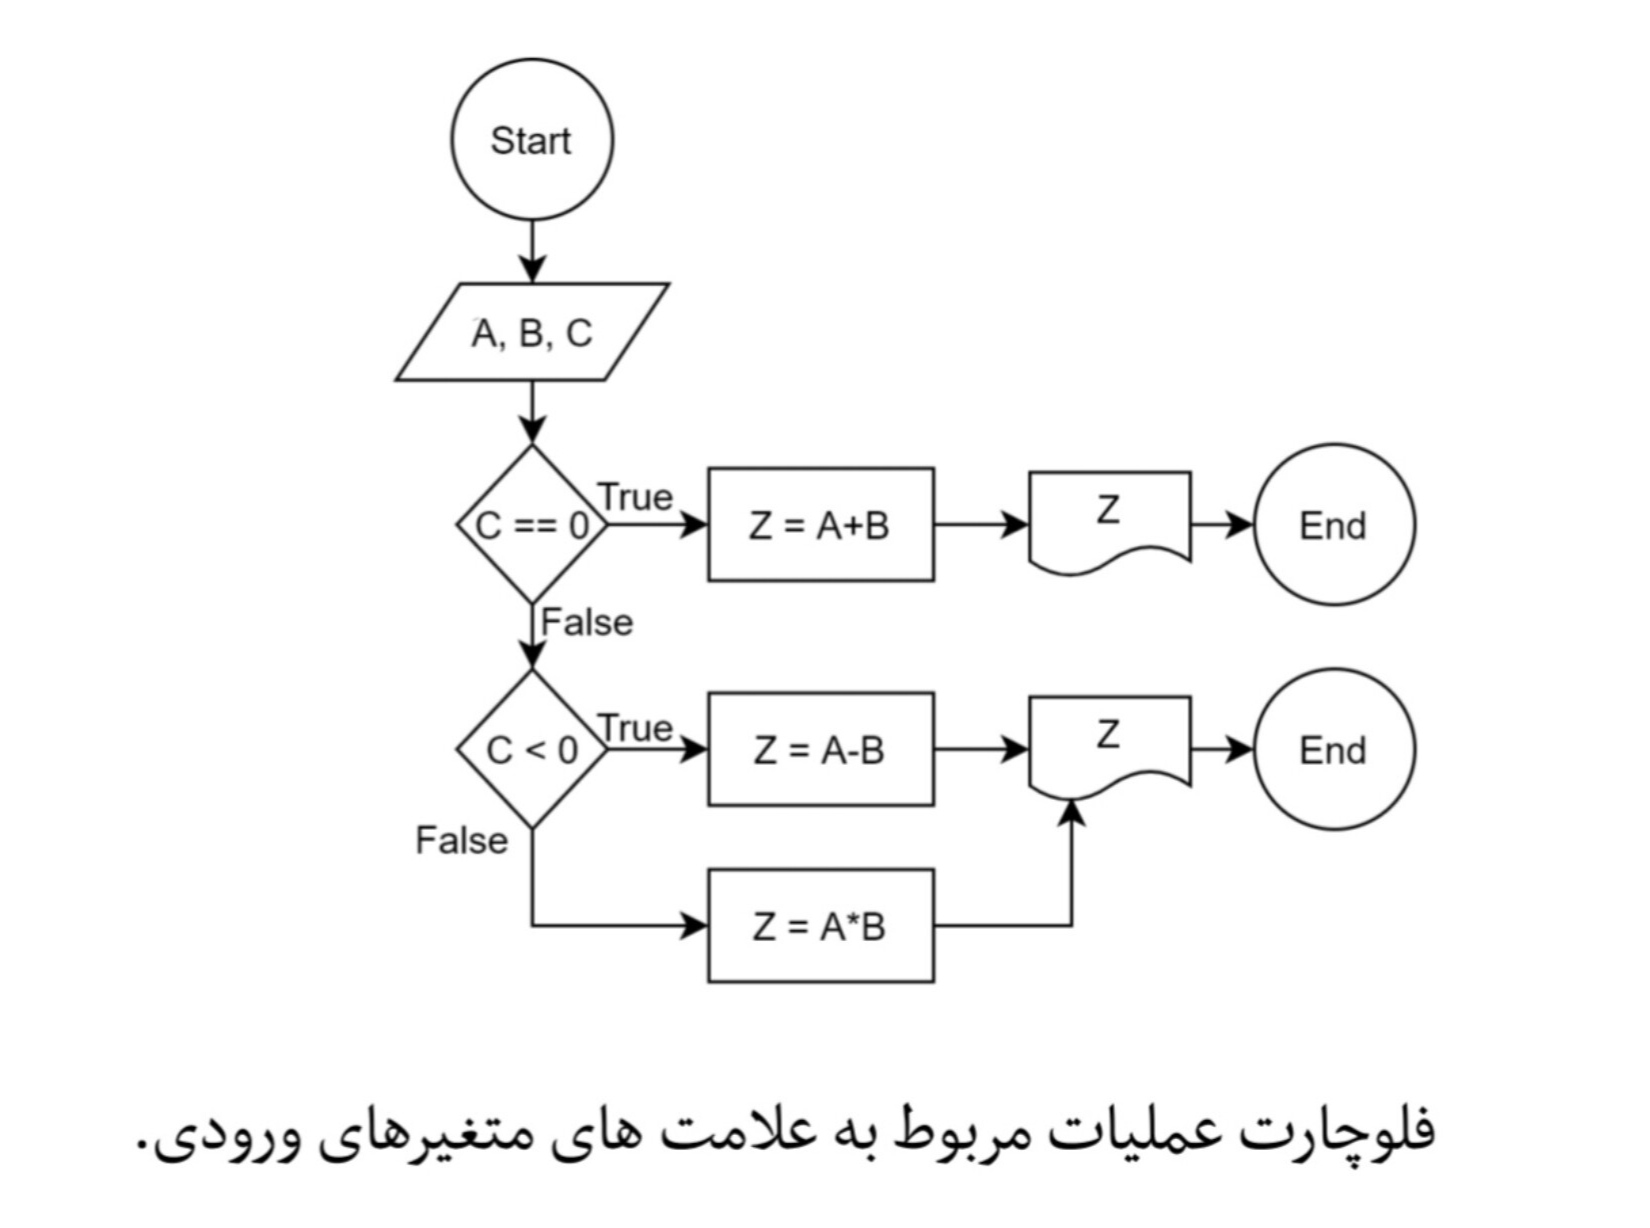 Start
A, B, C
C == 0
True
Z = A+B
Z
End
False
C < 0
True
Z = A-B
Z
End
False
Z = A*B
فلوچارت عملیات مربوط به علامت های متغیرهای ورودی.